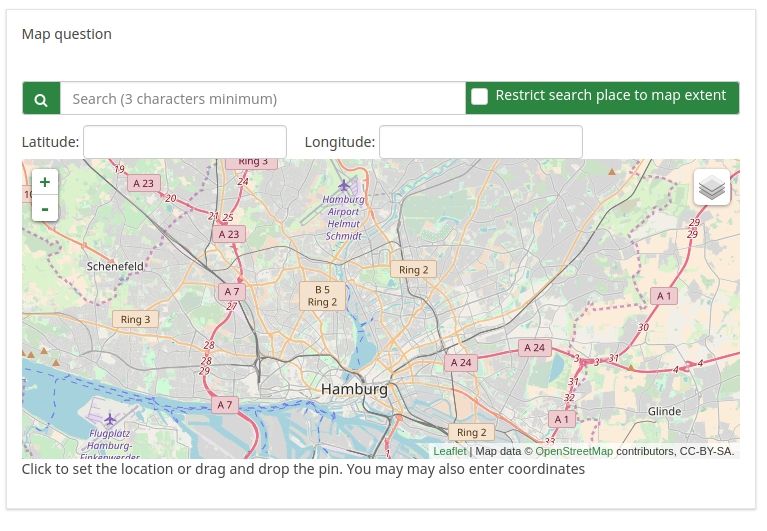 Map question
Search (3 characters minimum)
Restrict search place to map extent
Latitude:
Longitude:
+
-
19
A 23
20
Ring 3
24
21
25
A 23
Hamburg
Airport
Helmut
Schmidt
29
29
Schenefeld
Ring 2
A 7
27
B 5
Ring 2
A 1
Ring 3
30
28
28
29
A 24
A 24
3
3
31
4
4
31
32
Hamburg
A 7
A 1
Glinde
Flugplatz
Hamburg-
Finkenwerder
Ring 2
33
1
Leaflet | Map data © OpenStreetMap contributors, CC-BY-SA.
Click to set the location or drag and drop the pin. You may may also enter coordinates